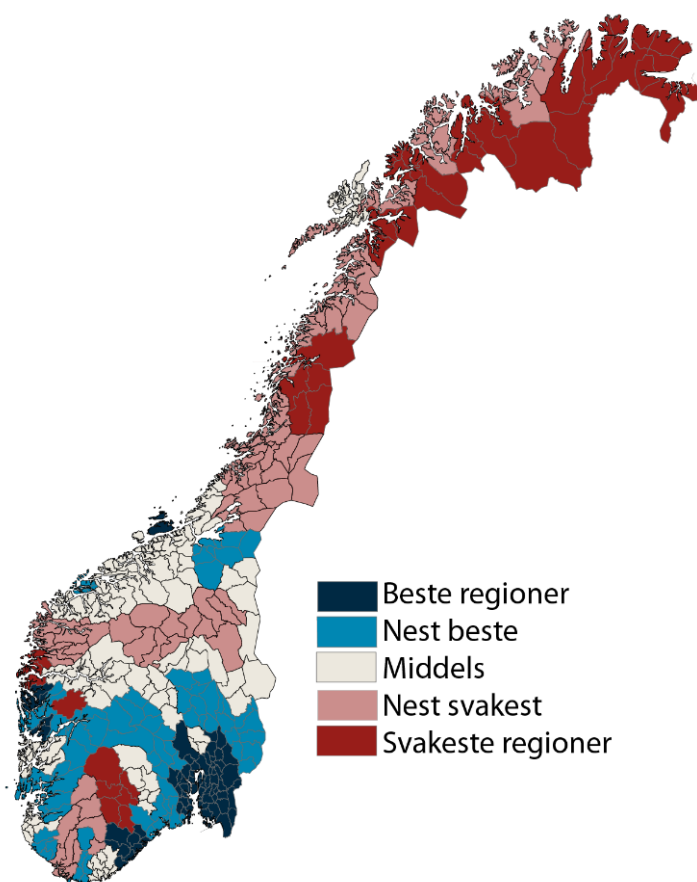 Beste regioner
Nest beste
Middels
Nest svakest
Svakeste regioner